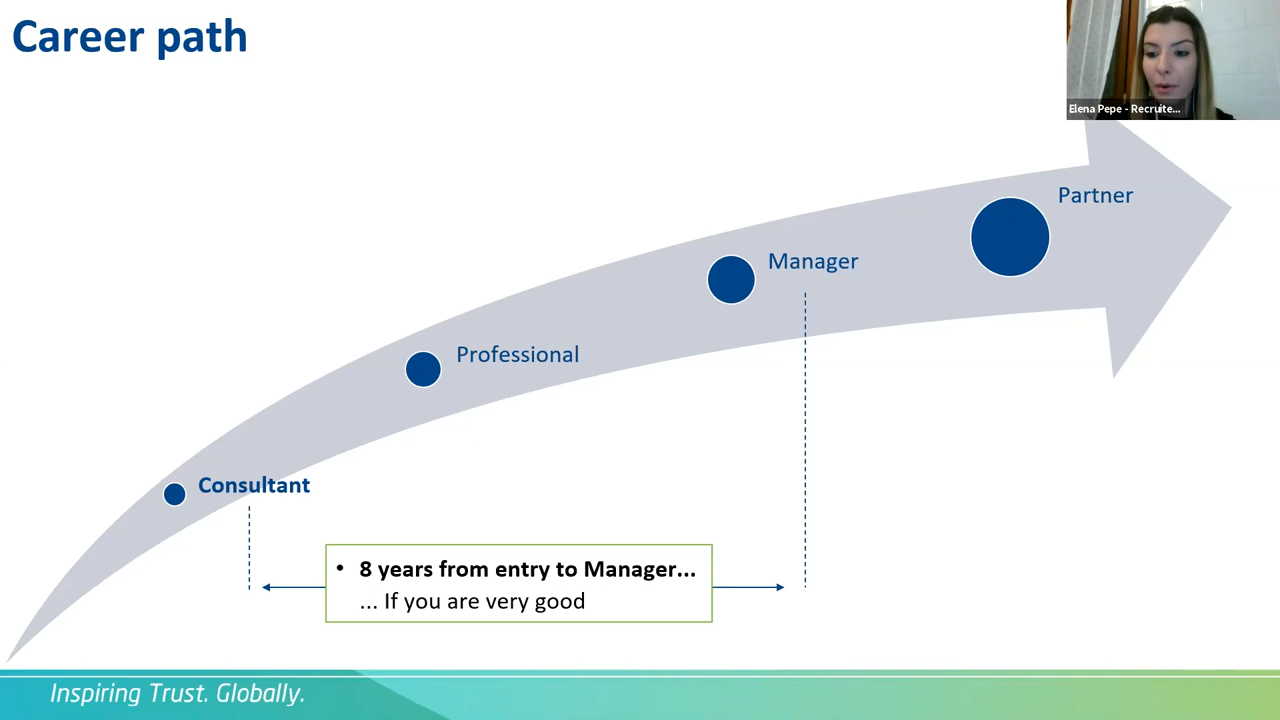 Career path
Elena Pepe - Recruite...
Partner
Manager
Professional
Consultant
• 8 years from entry to Manager...
... If you are very good
Inspiring Trust. Globally.